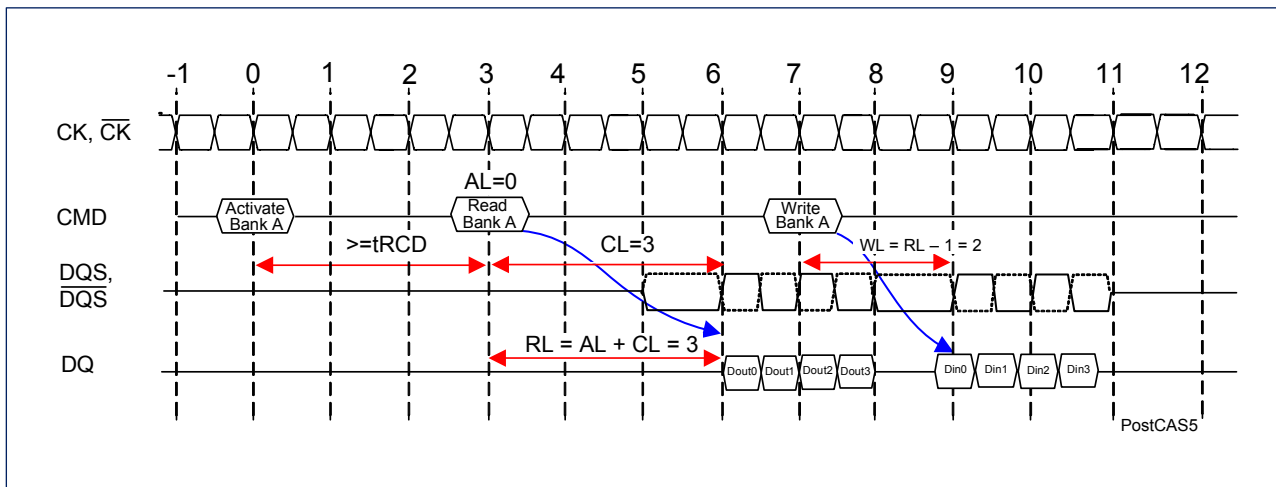 -1 0 1 2 3 4 5 6 7 8 9 10 11 12
CK, CK
AL=0
CMD
Activate
Bank A
Read
Bank A
Write
Bank A
>=tRCD
CL=3
WL = RL – 1 = 2
DQS,
DQS
RL = AL + CL = 3
DQ
Dout0 Dout1 Dout2 Dout3
Din0 Din1 Din2 Din3
PostCAS5